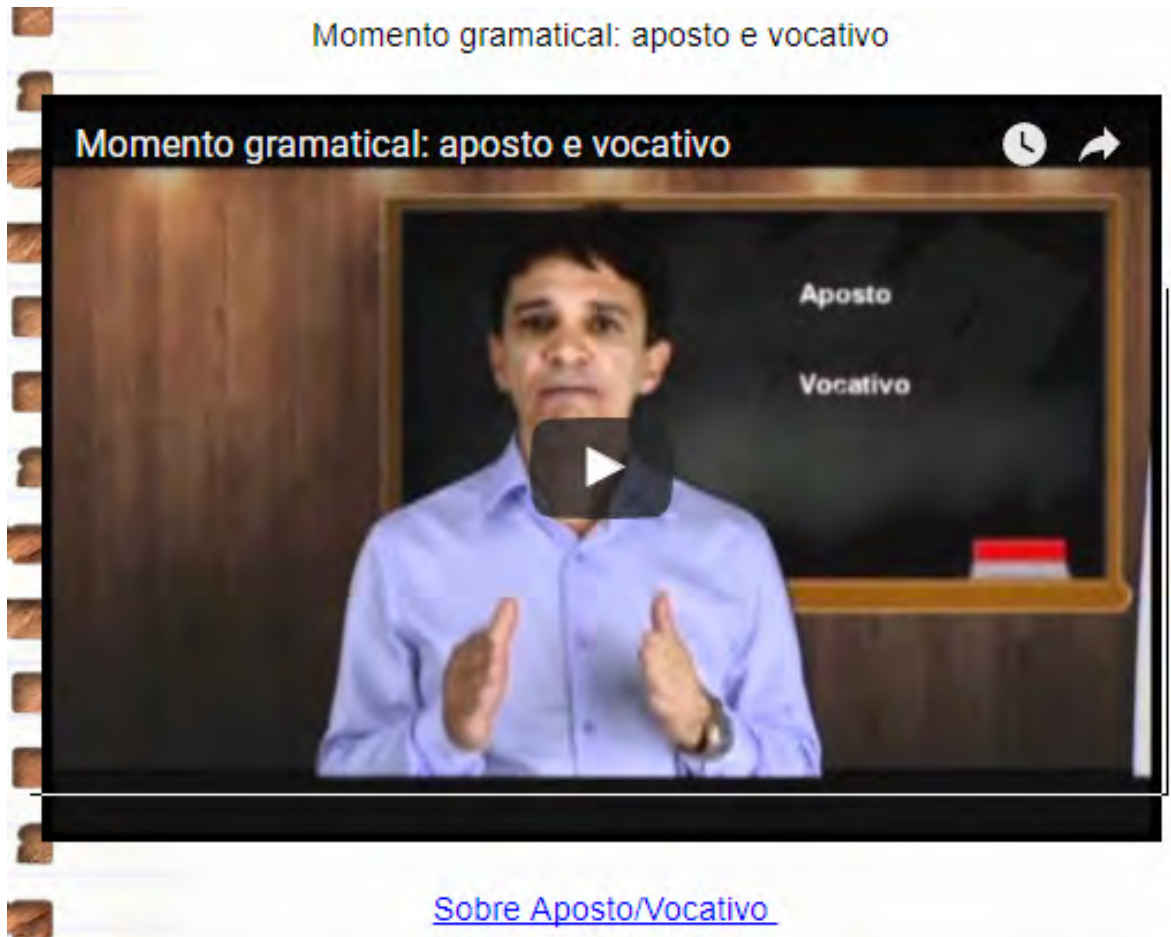 Momento gramatical: aposto e vocativo
Momento gramatical: aposto e vocativo
Aposto
Vocativo
Sobre Aposto/Vocativo